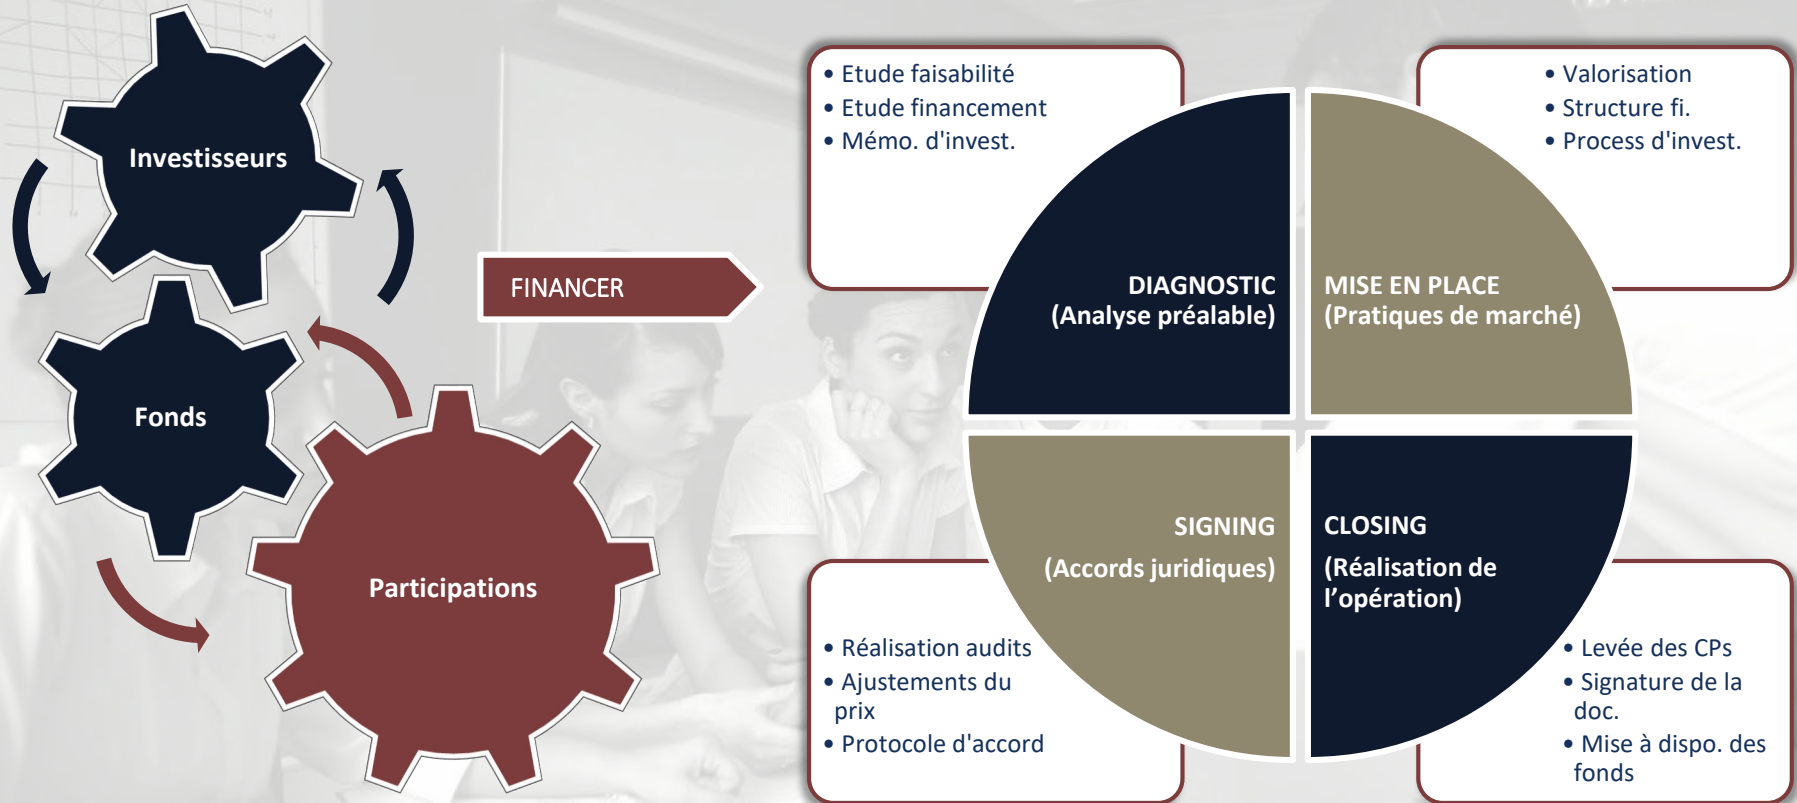 Investisseurs
Fonds
Participations
FINANCER
• Etude faisabilité
• Etude financement
• Mémo. d'invest.
DIAGNOSTIC
(Analyse préalable)
• Valorisation
• Structure fi.
• Process d'invest.
MISE EN PLACE
(Pratiques de marché)
SIGNING
(Accords juridiques)
• Réalisation audits
• Ajustements du
prix
• Protocole d'accord
CLOSING
(Réalisation de
l’opération)
• Levée des CPs
• Signature de la
doc.
• Mise à dispo. des
fonds